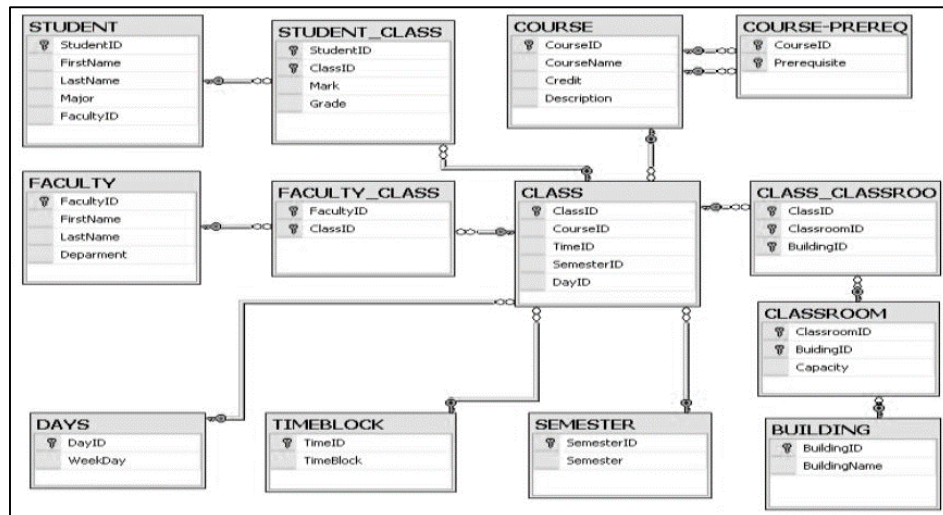 STUDENT
StudentID
FirstName
LastName
Major
FacultyID
STUDENT_CLASS
StudentID
ClassID
Mark
Grade
COURSE
CourseID
CourseName
Credit
Description
COURSE-PREREQ
CourseID
Prerequisite
FACULTY
FacultyID
FirstName
LastName
Deparment
FACULTY_CLASS
FacultyID
ClassID
CLASS
ClassID
CourseID
TimeID
SemesterID
DayID
CLASS_CLASSROO
ClassID
ClassroomID
BuildingID
CLASSROOM
ClassroomID
BuidingID
Capacity
DAYS
DayID
WeekDay
TIMEBLOCK
TimeID
TimeBlock
SEMESTER
SemesterID
Semester
BUILDING
BuildingID
BuildingName